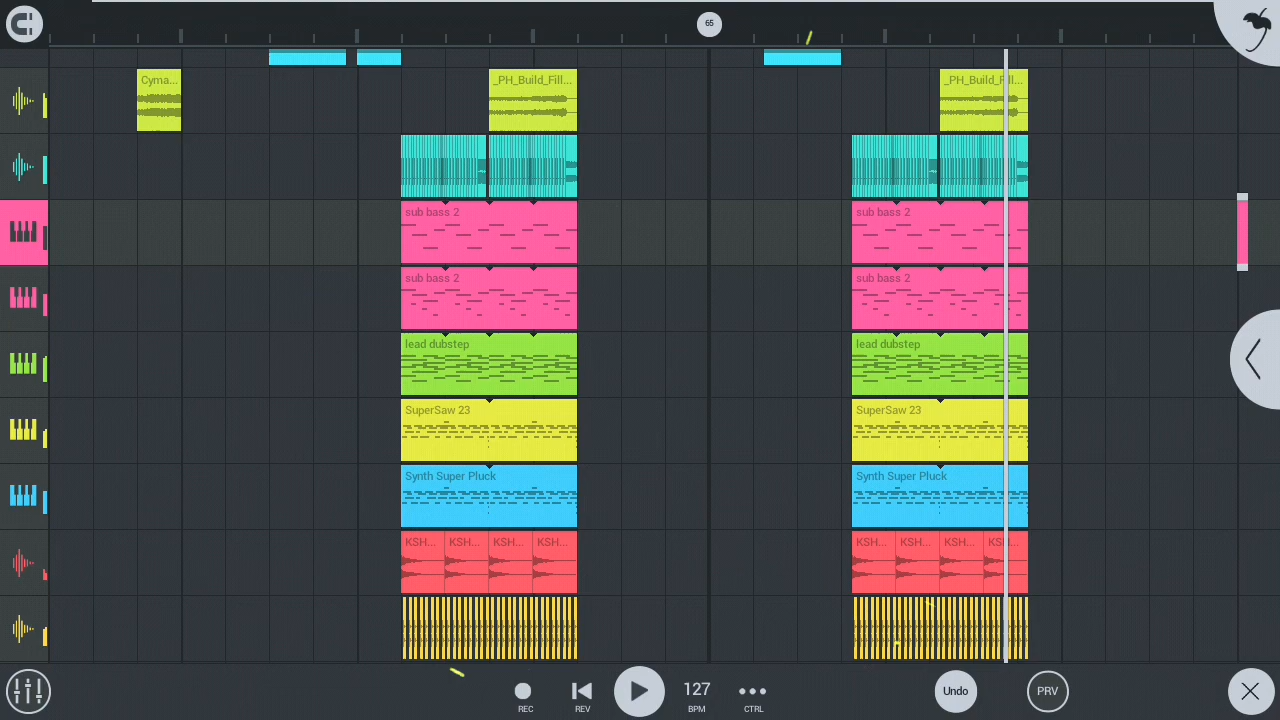 65
Cyma...
_PH_Build_Fill...
_PH_Build_Fill...
sub bass 2
sub bass 2
sub bass 2
sub bass 2
lead dubstep
lead dubstep
SuperSaw 23
SuperSaw 23
Synth Super Pluck
Synth Super Pluck
KSH... KSH... KSH... KSH...
KSH... KSH... KSH... KSH...
REC
REV
127
BPM
CTRL
Undo
PRV